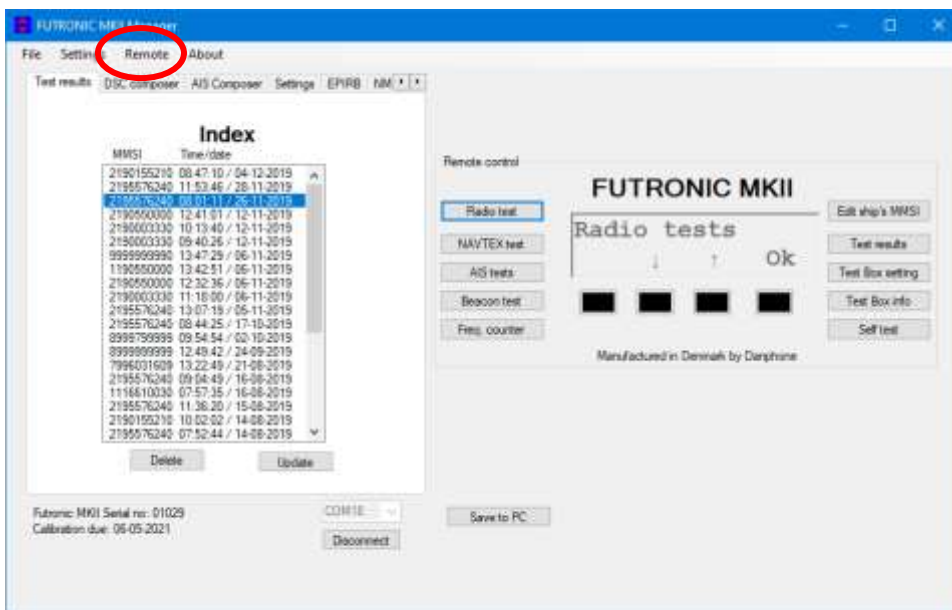 FUTRONIC MKII Manager
File Settings Remote About
Test results DSC composer AIS Composer Settings EPIRB NM
Index
MMSI Time/date
2190155210 08:47:10 / 04-12-2019
2195576240 11:53:46 / 28-11-2019
2195576240 08:01:11 / 26-11-2019
2190550000 12:41:01 / 12-11-2019
2190003330 10:13:40 / 12-11-2019
2190003330 09:40:26 / 12-11-2019
9999999990 13:47:29 / 06-11-2019
1190550000 13:42:51 / 06-11-2019
2190550000 12:32:36 / 06-11-2019
2190003330 11:18:00 / 06-11-2019
2195576240 13:07:19 / 05-11-2019
2195576240 08:44:25 / 17-10-2019
8999799999 09:54:54 / 02-10-2019
8999999999 12:49:42 / 24-09-2019
7996031609 13:22:49 / 21-08-2019
2195576240 09:04:49 / 16-08-2019
1116610030 07:57:35 / 16-08-2019
2195576240 11:36:20 / 15-08-2019
2190155210 10:02:02 / 14-08-2019
2195576240 07:52:44 / 14-08-2019
Delete Update
Futronic MKII Serial no: 01029
Calibration due: 06-05-2021
Disconnect
Remote control
FUTRONIC MKII
Radio test
NAVTEX test
AIS tests
Beacon test
Freq. counter
Radio tests
↓ ↑ Ok
Edit ship's MMSI
Test results
Test Box setting
Test Box info
Self test
Manufactured in Denmark by Danphone
Save to PC